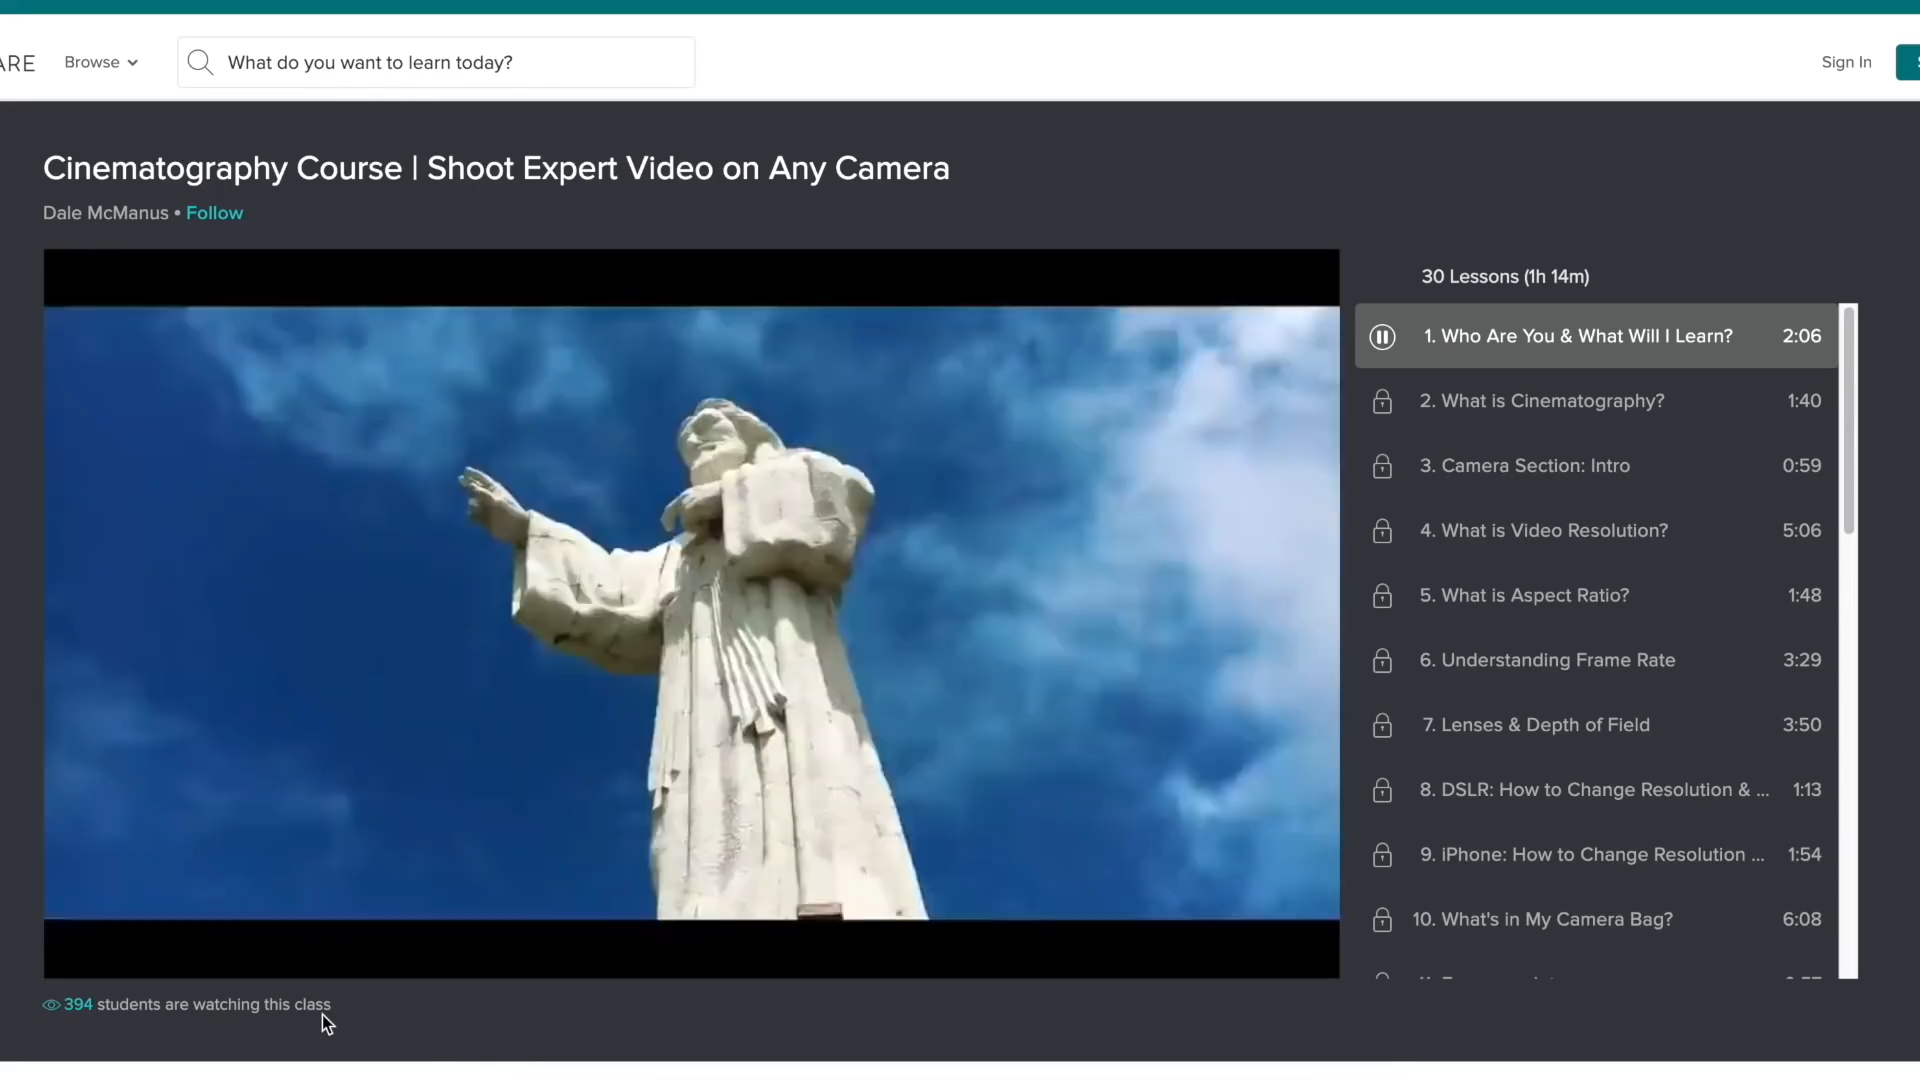 ARE
Browse
What do you want to learn today?
Sign In
Cinematography Course | Shoot Expert Video on Any Camera
Dale McManus • Follow
30 Lessons (1h 14m)
1. Who Are You & What Will I Learn? 2:06
2. What is Cinematography? 1:40
3. Camera Section: Intro 0:59
4. What is Video Resolution? 5:06
5. What is Aspect Ratio? 1:48
6. Understanding Frame Rate 3:29
7. Lenses & Depth of Field 3:50
8. DSLR: How to Change Resolution & ... 1:13
9. iPhone: How to Change Resolution ... 1:54
10. What's in My Camera Bag? 6:08
394 students are watching this class